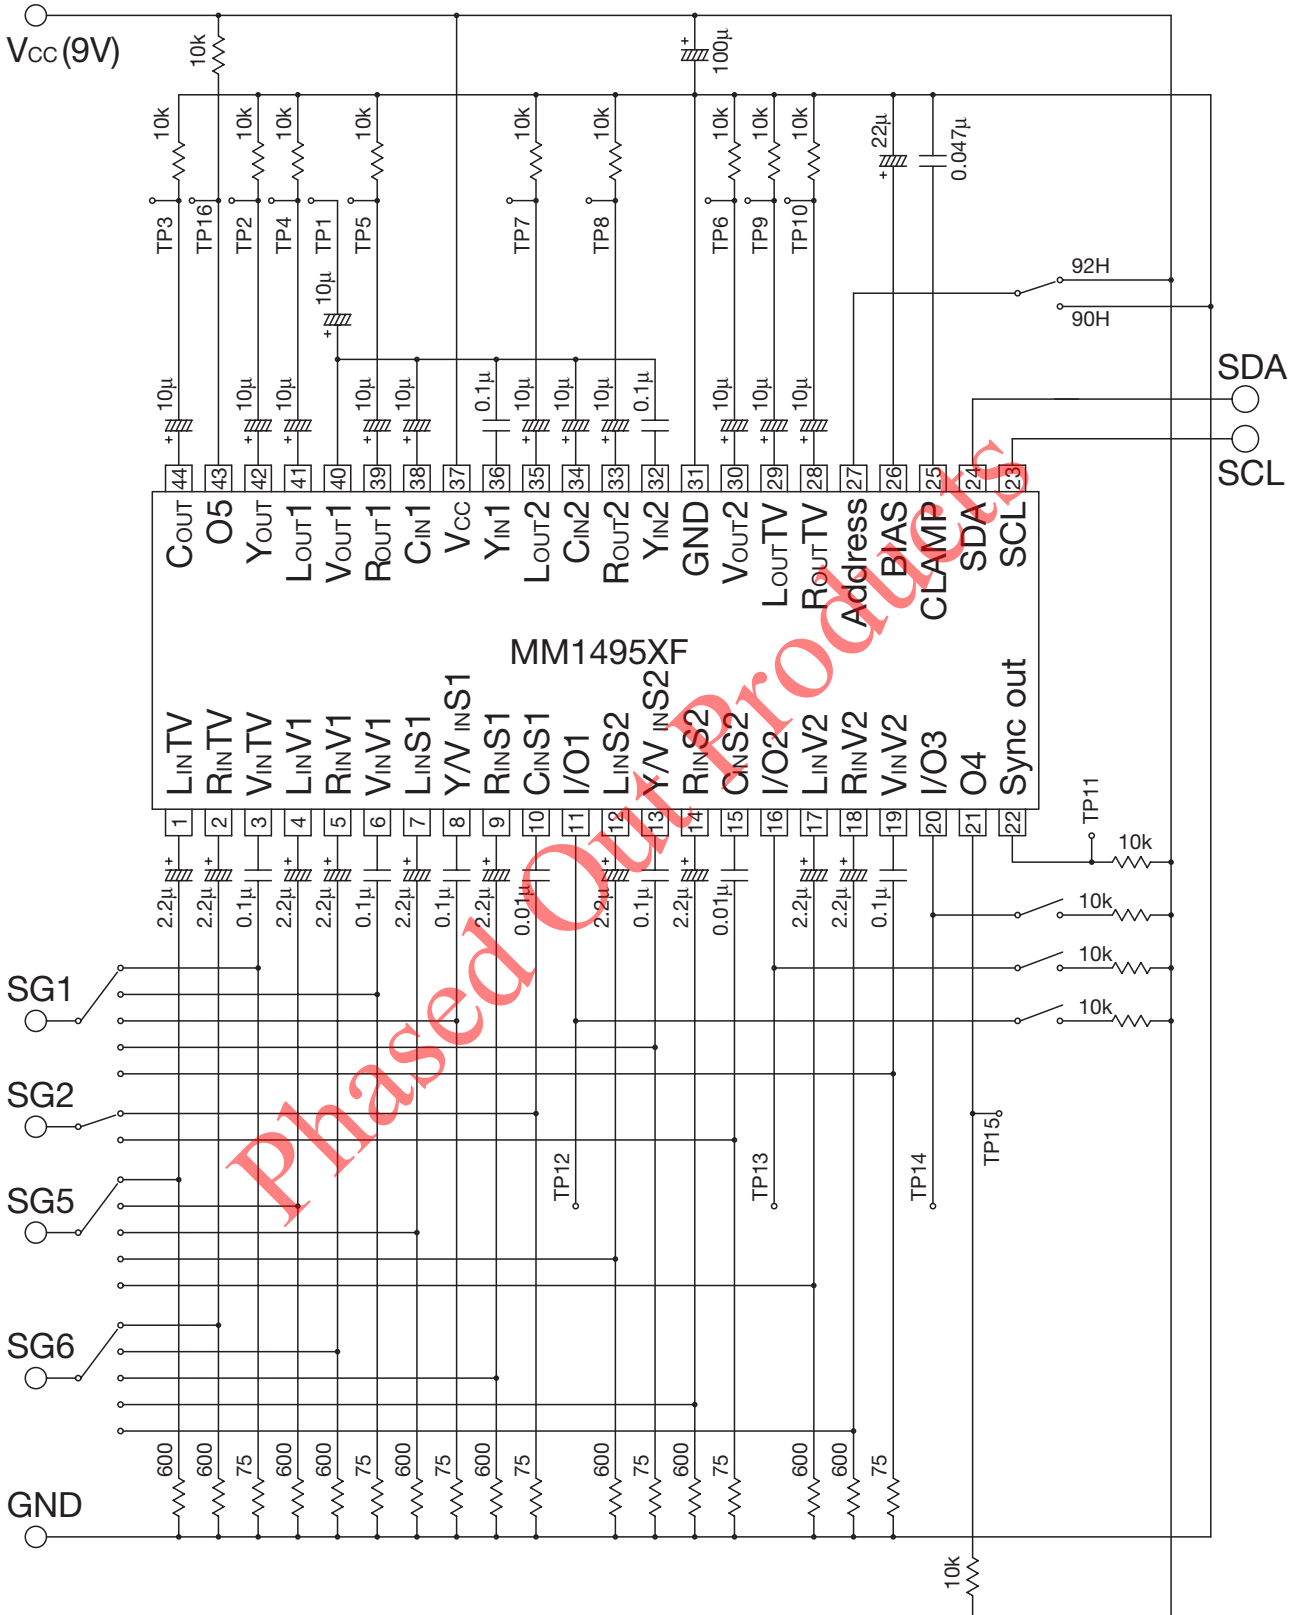 VCC (9V)
10k
100μ
10k
10k
10k
10k
10k
10k
10k
10k
10k
22μ
0.047μ
TP3
TP16
TP2
TP4
TP1
TP5
TP7
TP8
TP6
TP9
TP10
10μ
92H
90H
SDA
SCL
10μ
10μ
10μ
10μ
10μ
0.1μ
10μ
10μ
10μ
0.1μ
10μ
10μ
10μ
44
43
42
41
40
39
38
37
36
35
34
33
32
31
30
29
28
27
26
25
24
23
COUT
O5
YOUT
LOUT1
VOUT1
ROUT1
CIN1
VCC
YIN1
LOUT2
CIN2
ROUT2
YIN2
GND
VOUT2
LOUTTV
ROUTTV
Address
BIAS
CLAMP
SDA
SCL
MM1495XF
LINTV
RINTV
VINTV
LINV1
RINV1
VINV1
LINS1
Y/V INS1
RINS1
CINS1
I/O1
LINS2
Y/V INS2
RINS2
CINS2
I/O2
LINV2
RINV2
VINV2
I/O3
O4
Sync out
1
2
3
4
5
6
7
8
9
10
11
12
13
14
15
16
17
18
19
20
21
22
TP11
10k
2.2μ
2.2μ
0.1μ
2.2μ
2.2μ
0.1μ
2.2μ
0.1μ
2.2μ
0.01μ
2.2μ
0.1μ
2.2μ
0.01μ
2.2μ
2.2μ
0.1μ
10k
10k
10k
SG1
SG2
SG5
SG6
TP12
TP13
TP14
TP15
600
600
75
600
600
75
600
75
600
75
600
75
600
75
600
600
75
GND
10k
Phased Out Products